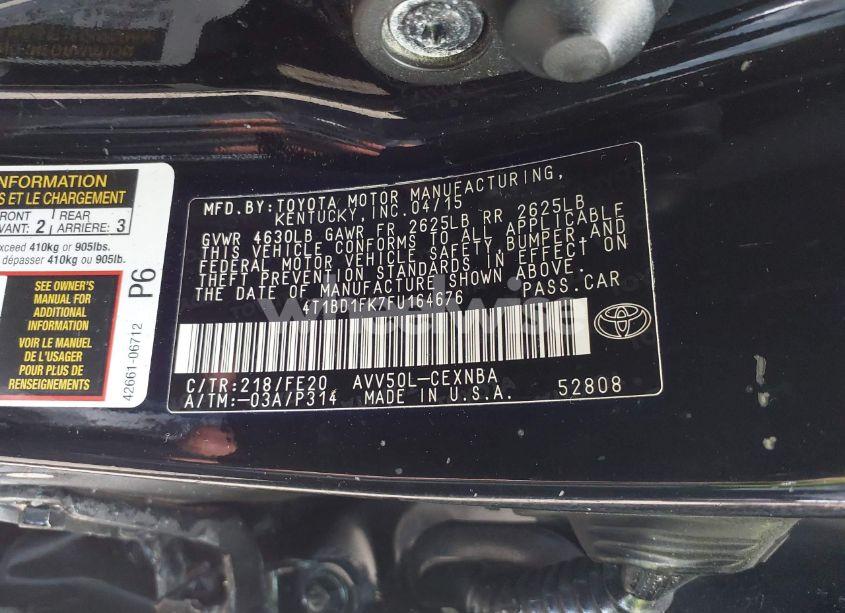 INFORMATION
S ET LE CHARGEMENT
FRONT
AVANT: 2
REAR
ARRIÈRE: 3
exceed 410kg or 905lbs.
dépasser 410kg ou 905lb.
SEE OWNER'S
MANUAL FOR
ADDITIONAL
INFORMATION
VOIR LE MANUEL
DE L'USAGER
POUR PLUS DE
RENSEIGNEMENTS
P6
42661-06712
MFD.BY:TOYOTA MOTOR MANUFACTURING,
KENTUCKY,INC.04/15
GVWR 4630LB GAWR FR 2625LB RR 2625LB
THIS VEHICLE CONFORMS TO ALL APPLICABLE
FEDERAL MOTOR VEHICLE SAFETY,BUMPER,AND
THEFT PREVENTION STANDARDS IN EFFECT ON
THE DATE OF MANUFACTURE SHOWN ABOVE.
4T1BD1FK7FU164676 PASS.CAR
C/TR:218/FE20 AVV50L-CEXNBA
A/TM:-03A/P314 MADE IN U.S.A. 52808
Wheelwise